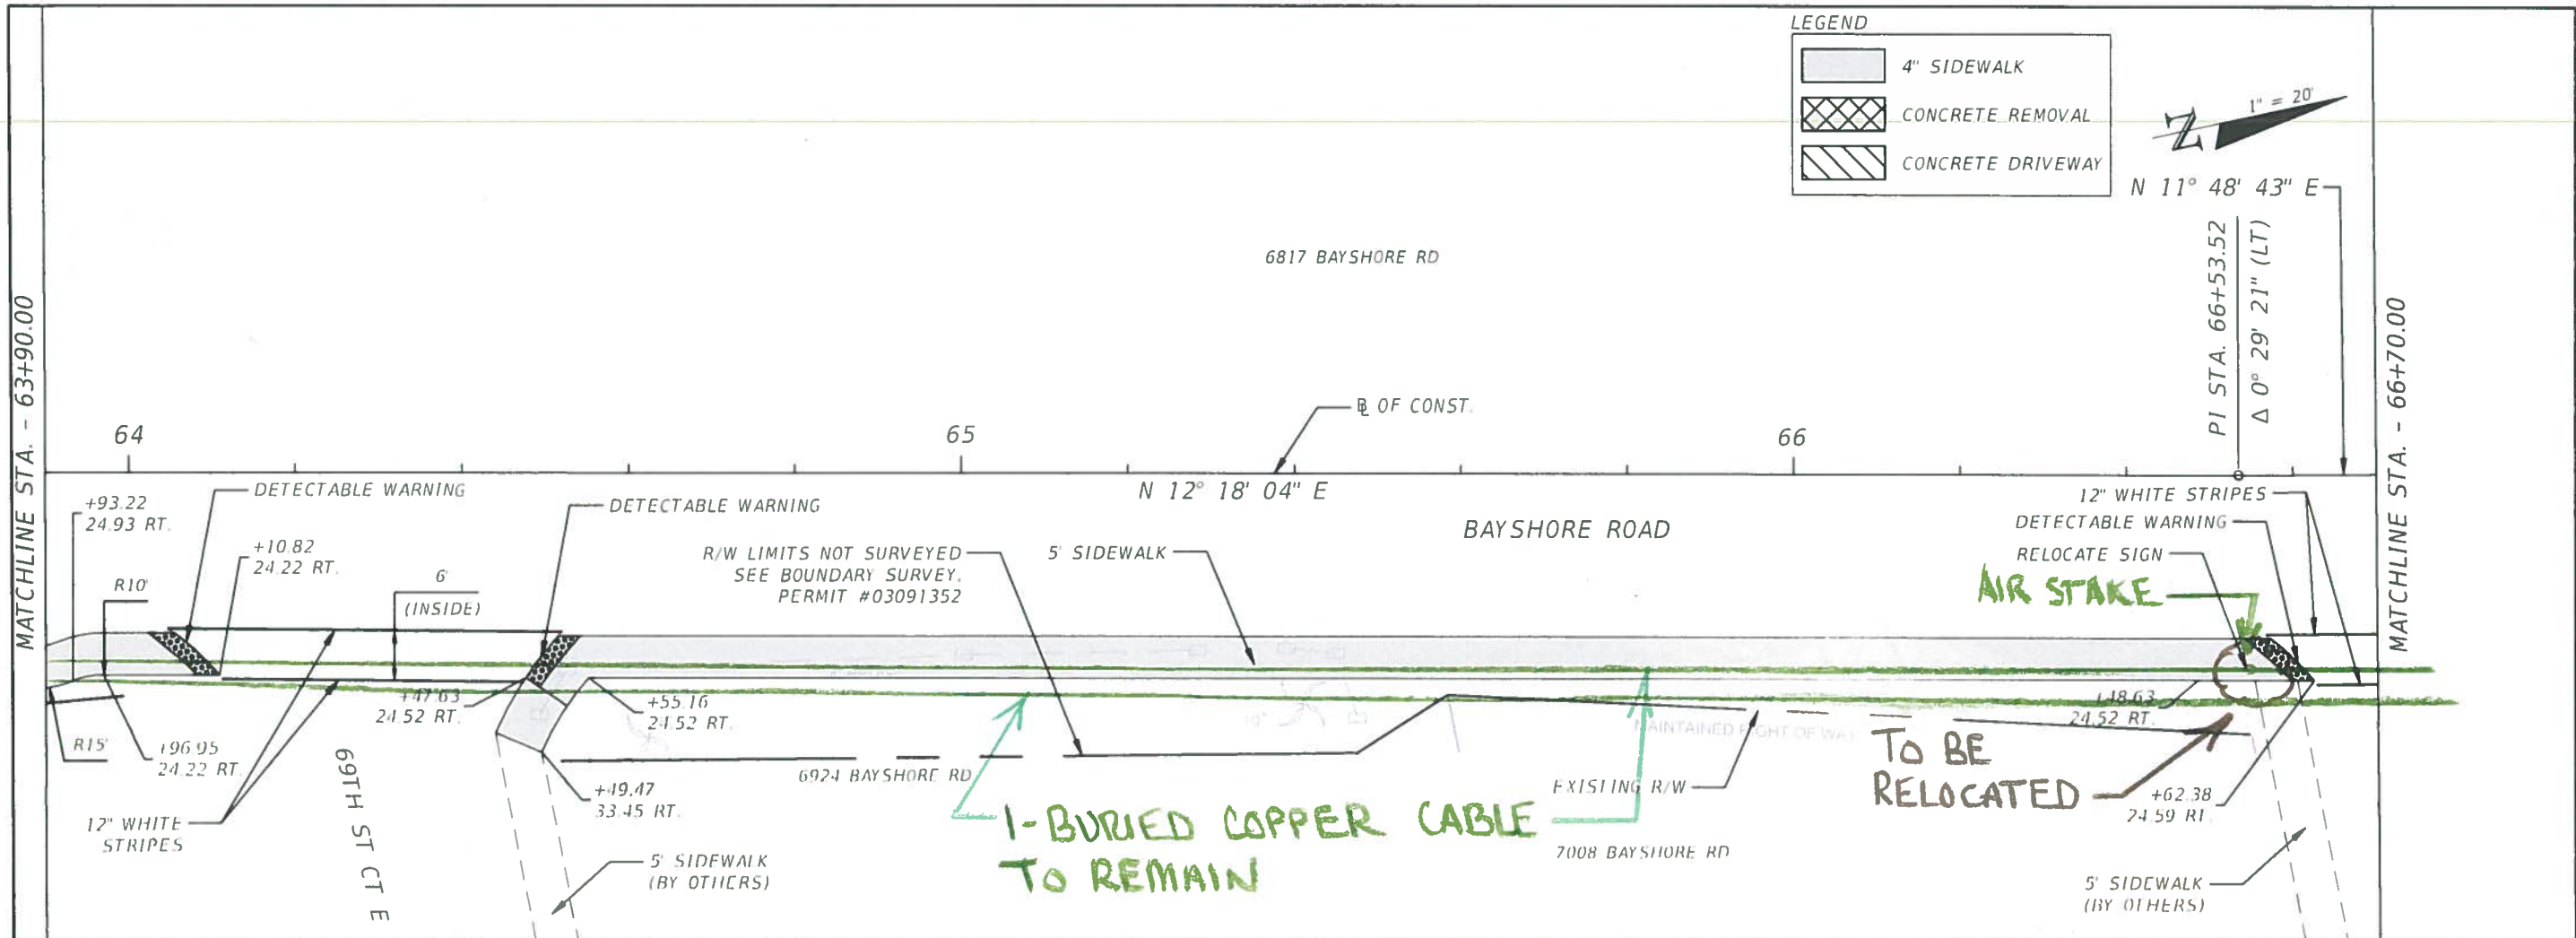 LEGEND
4" SIDEWALK
CONCRETE REMOVAL
CONCRETE DRIVEWAY
1" = 20'
N
N 11° 48' 43" E
PI STA. 66+53.52
Δ 0° 29' 21" (LT)
MATCHLINE STA. - 63+90.00
MATCHLINE STA. - 66+70.00
6817 BAYSHORE RD
64
65
66
℄ OF CONST.
N 12° 18' 04" E
BAYSHORE ROAD
+93.22
24.93 RT.
DETECTABLE WARNING
+10.82
24.22 RT.
R10'
6'
(INSIDE)
DETECTABLE WARNING
R/W LIMITS NOT SURVEYED
SEE BOUNDARY SURVEY,
PERMIT #03091352
5' SIDEWALK
12" WHITE STRIPES
DETECTABLE WARNING
RELOCATE SIGN
AIR STAKE
R15'
+96.95
24.22 RT.
12" WHITE
STRIPES
69TH ST CT E
+47.63
24.52 RT.
+55.16
24.52 RT.
+49.47
33.45 RT.
6924 BAYSHORE RD
5' SIDEWALK
(BY OTHERS)
1-BURIED COPPER CABLE
TO REMAIN
EXISTING R/W
7008 BAYSHORE RD
MAINTAINED RIGHT OF WAY
+48.63
24.52 RT.
TO BE
RELOCATED
+62.38
24.59 RT.
5' SIDEWALK
(BY OTHERS)